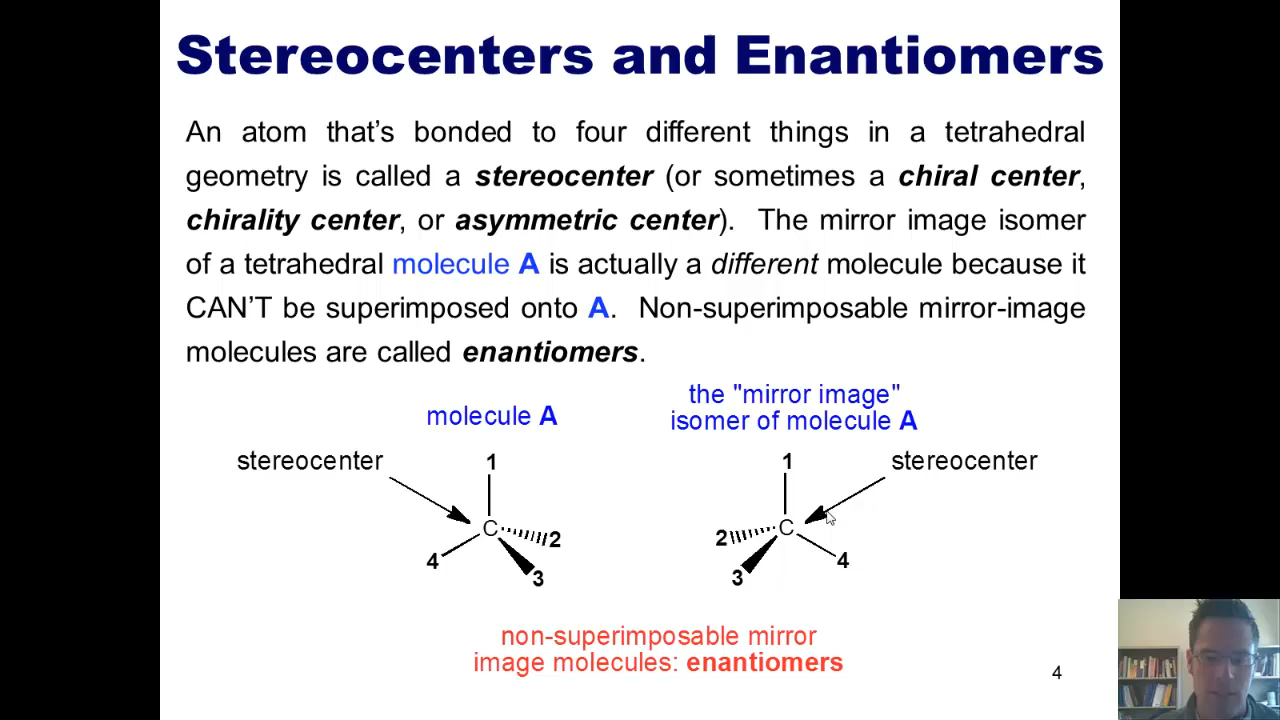 Stereocenters and Enantiomers
An atom that's bonded to four different things in a tetrahedral
geometry is called a stereocenter (or sometimes a chiral center,
chirality center, or asymmetric center). The mirror image isomer
of a tetrahedral molecule A is actually a different molecule because it
CAN'T be superimposed onto A. Non-superimposable mirror-image
molecules are called enantiomers.
molecule A
the "mirror image"
isomer of molecule A
stereocenter
1
C
2
3
4
1
stereocenter
C
2
3
4
non-superimposable mirror
image molecules: enantiomers
4